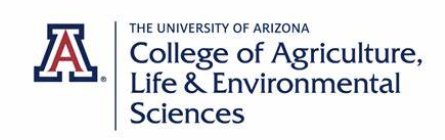 A
THE UNIVERSITY OF ARIZONA
College of Agriculture,
Life & Environmental
Sciences